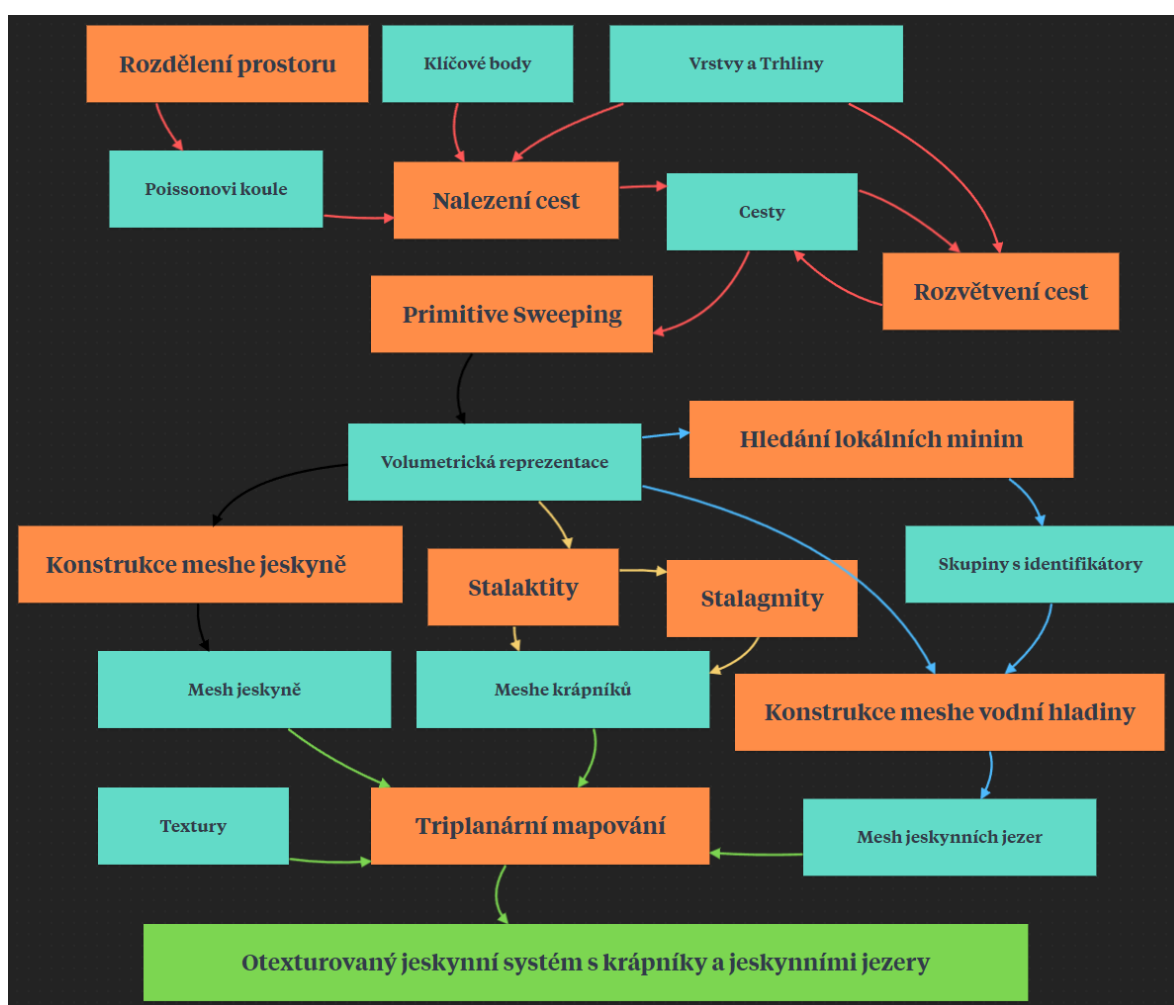 Rozdělení prostoru
Klíčové body
Vrstvy a Trhliny
Poissonovi koule
Nalezení cest
Cesty
Rozvětvení cest
Primitive Sweeping
Hledání lokálních minim
Volumetrická reprezentace
Konstrukce meshe jeskyně
Stalaktity
Stalagmity
Skupiny s identifikátory
Mesh jeskyně
Meshe krápníků
Konstrukce meshe vodní hladiny
Textury
Triplanární mapování
Mesh jeskynních jezer
Otexturovaný jeskynní systém s krápníky a jeskynními jezery